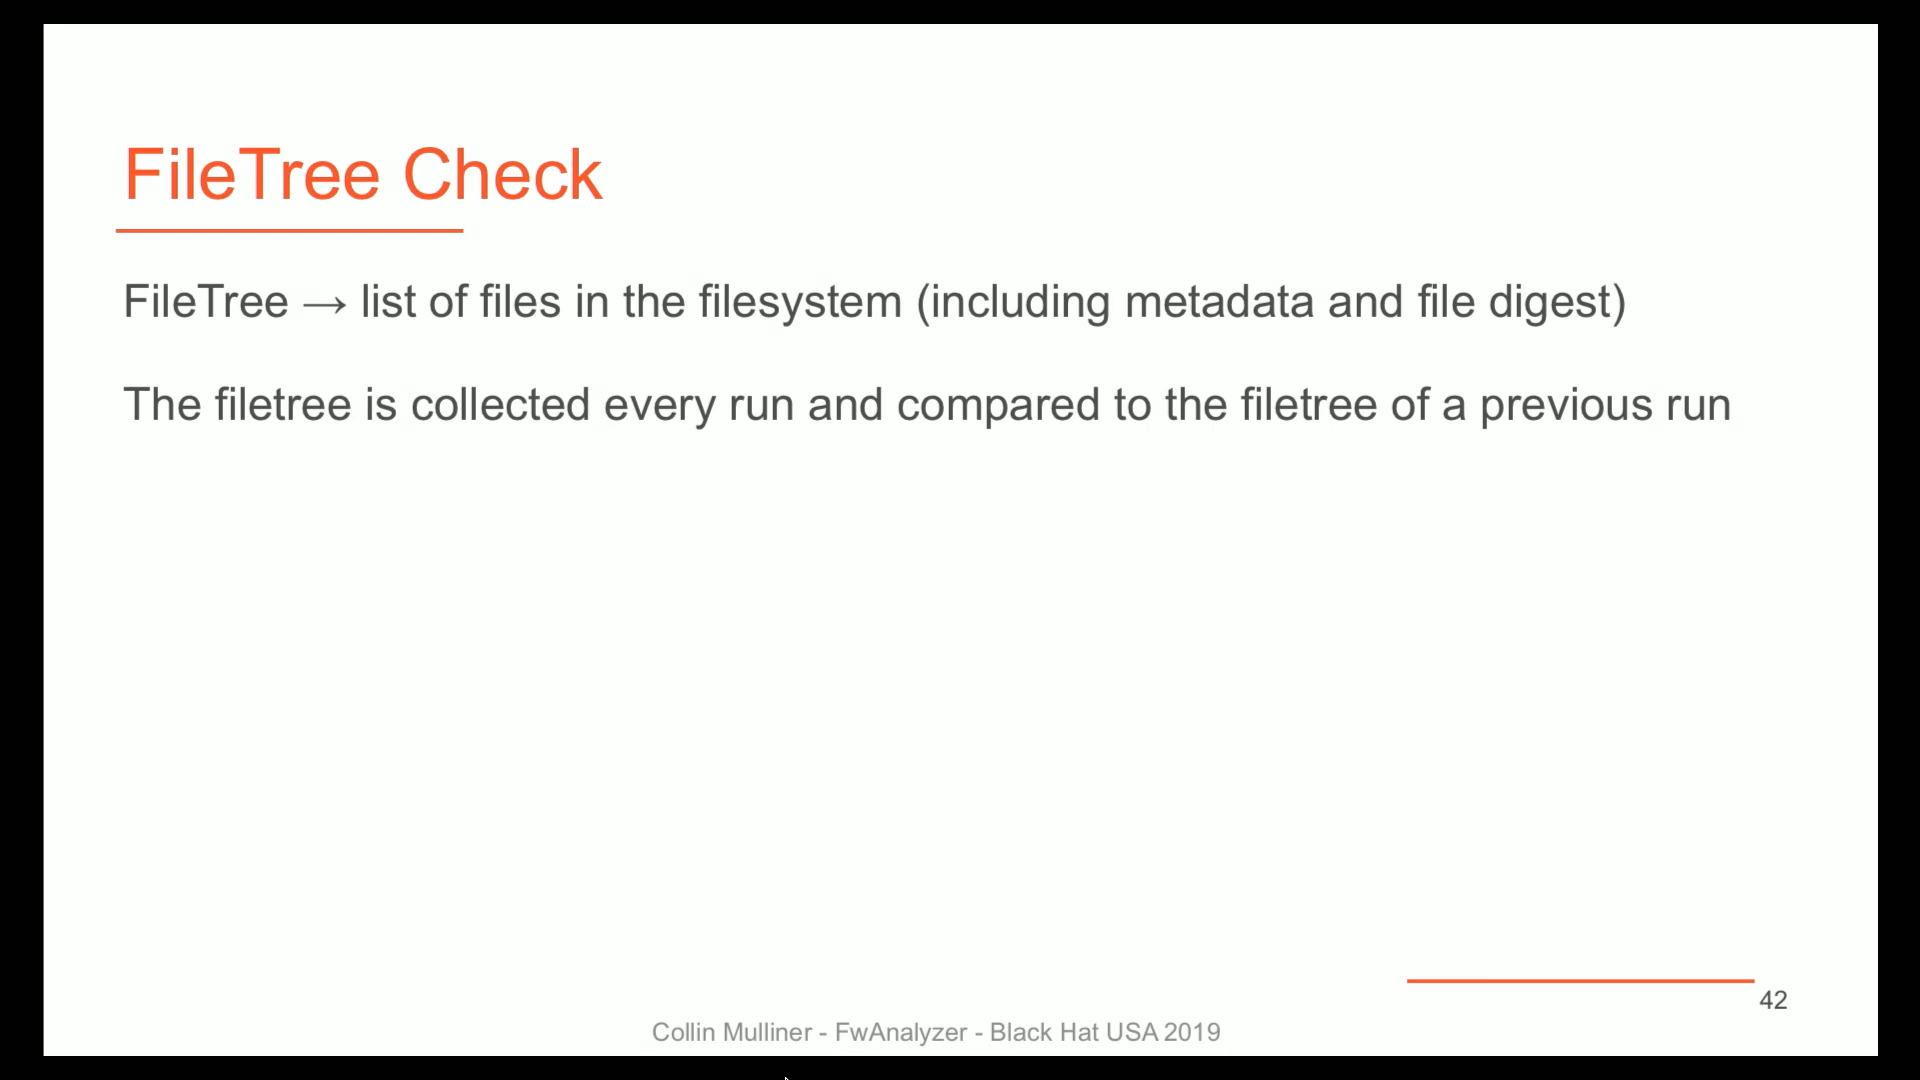 FileTree Check
FileTree → list of files in the filesystem (including metadata and file digest)
The filetree is collected every run and compared to the filetree of a previous run
42
Collin Mulliner - FwAnalyzer - Black Hat USA 2019